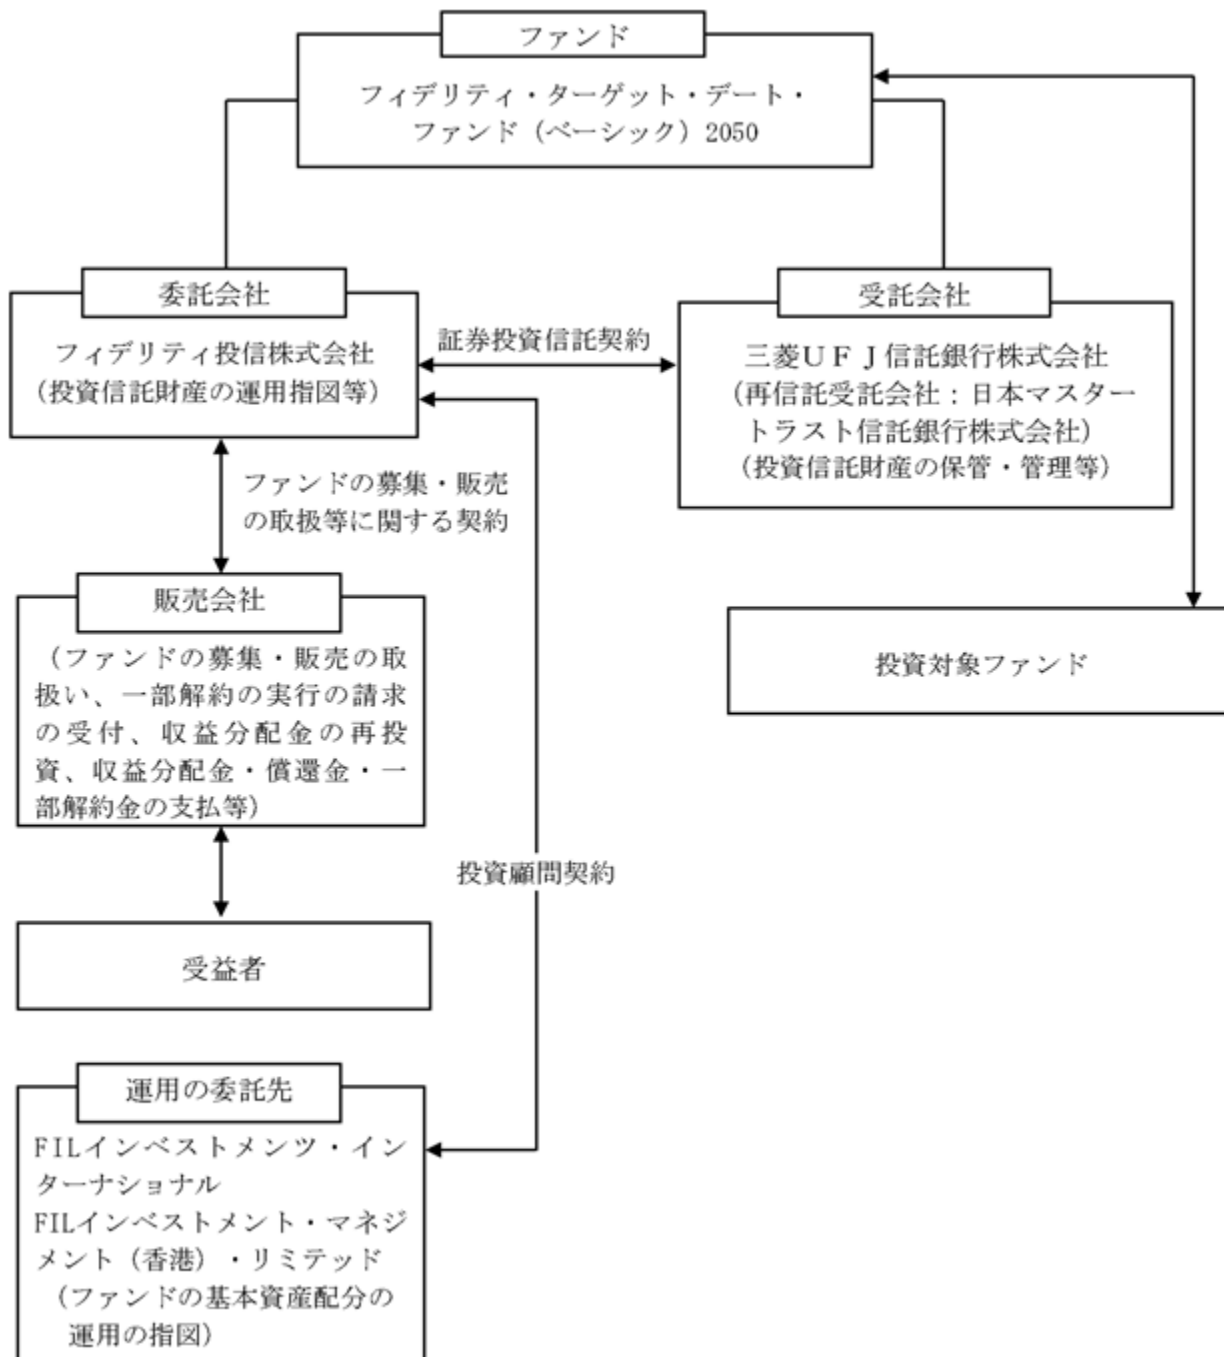 ファンド
フィデリティ・ターゲット・デート・
ファンド（ベーシック）2050
委託会社
フィデリティ投信株式会社
（投資信託財産の運用指図等）
証券投資信託契約
受託会社
三菱ＵＦＪ信託銀行株式会社
（再信託受託会社：日本マスター
トラスト信託銀行株式会社）
（投資信託財産の保管・管理等）
ファンドの募集・販売
の取扱等に関する契約
販売会社
（ファンドの募集・販売の取
扱い、一部解約の実行の請求
の受付、収益分配金の再投
資、収益分配金・償還金・一
部解約金の支払等）
投資対象ファンド
投資顧問契約
受益者
運用の委託先
FILインベストメンツ・イン
ターナショナル
FILインベストメント・マネジ
メント（香港）・リミテッド
（ファンドの基本資産配分の
運用の指図）